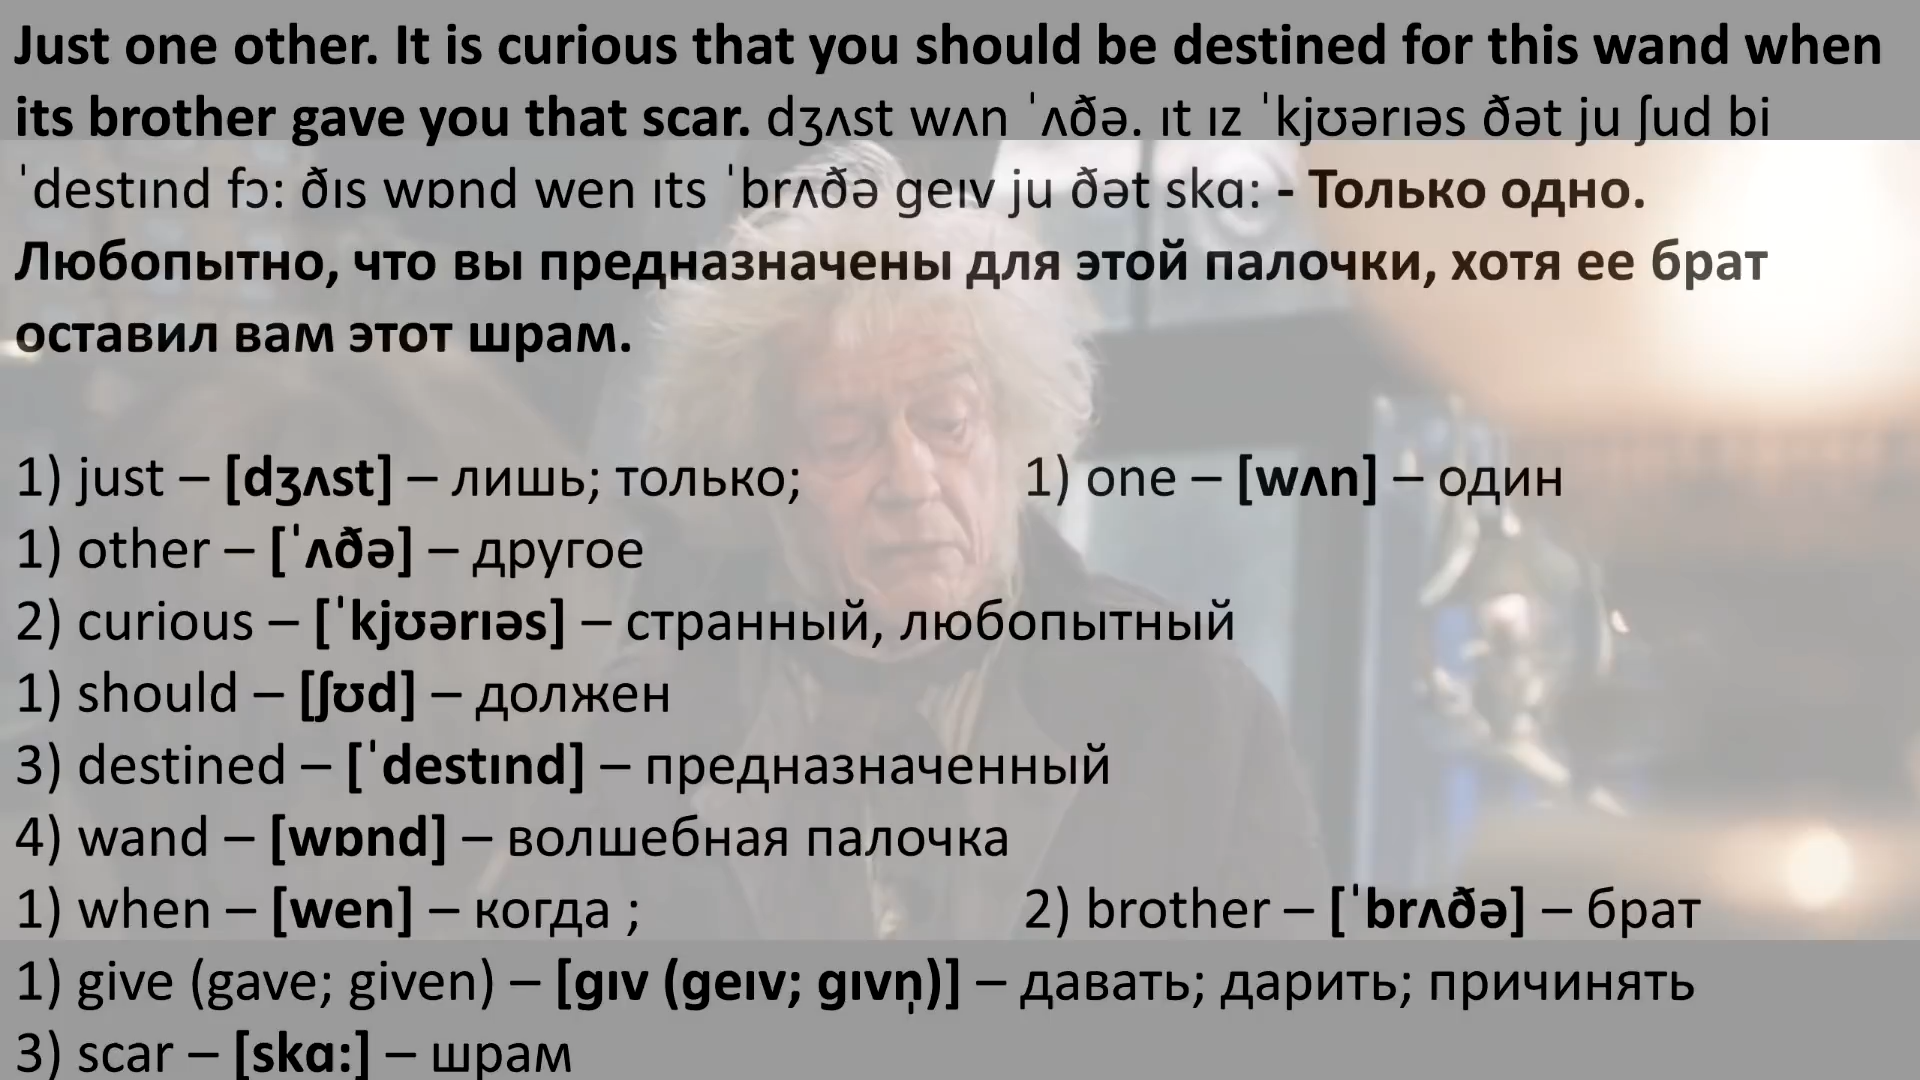 Just one other. It is curious that you should be destined for this wand when
its brother gave you that scar. dʒʌst wʌn ˈʌðə. ɪt ɪz ˈkjʊərɪəs ðət ju ʃud bi
ˈdestɪnd fɔ: ðɪs wɒnd wen ɪts ˈbrʌðə geɪv ju ðət skɑ: - Только одно.
Любопытно, что вы предназначены для этой палочки, хотя ее брат
оставил вам этот шрам.
1) just – [dʒʌst] – лишь; только; 1) one – [wʌn] – один
1) other – [ˈʌðə] – другое
2) curious – [ˈkjʊərɪəs] – странный, любопытный
1) should – [ʃʊd] – должен
3) destined – [ˈdestɪnd] – предназначенный
4) wand – [wɒnd] – волшебная палочка
1) when – [wen] – когда ; 2) brother – [ˈbrʌðə] – брат
1) give (gave; given) – [gɪv (geɪv; gɪvn̩)] – давать; дарить; причинять
3) scar – [skɑ:] – шрам